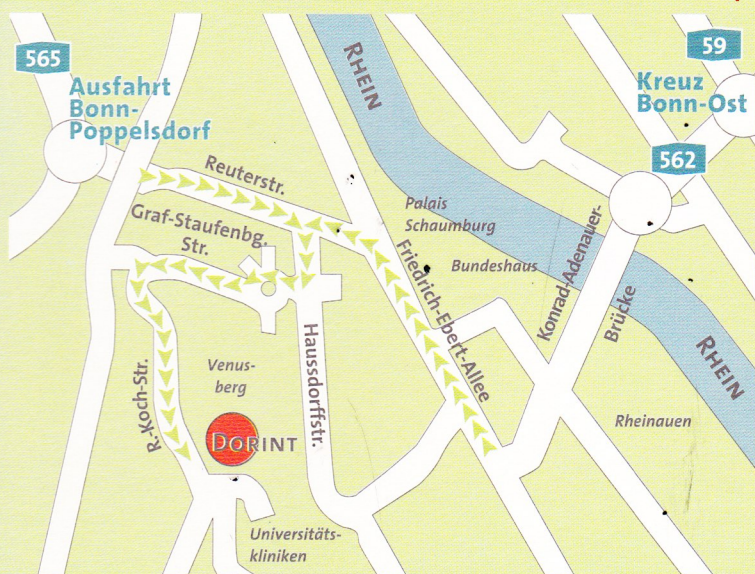 565
Ausfahrt
Bonn-
Poppelsdorf
RHEIN
59
Kreuz
Bonn-Ost
562
Reuterstr.
Graf-Staufenbg.
Str.
Palais
Schaumburg
Bundeshaus
Friedrich-Ebert-Allee
Konrad-Adenauer-
Brücke
RHEIN
Haussdorffstr.
R.-Koch-Str.
Venus-
berg
DORINT
Rheinauen
Universitäts-
kliniken